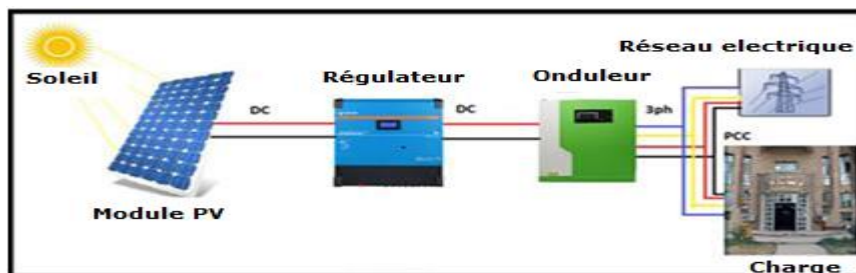 Réseau electrique
Soleil
Régulateur
Onduleur
DC
DC
3ph
PCC
Module PV
Charge